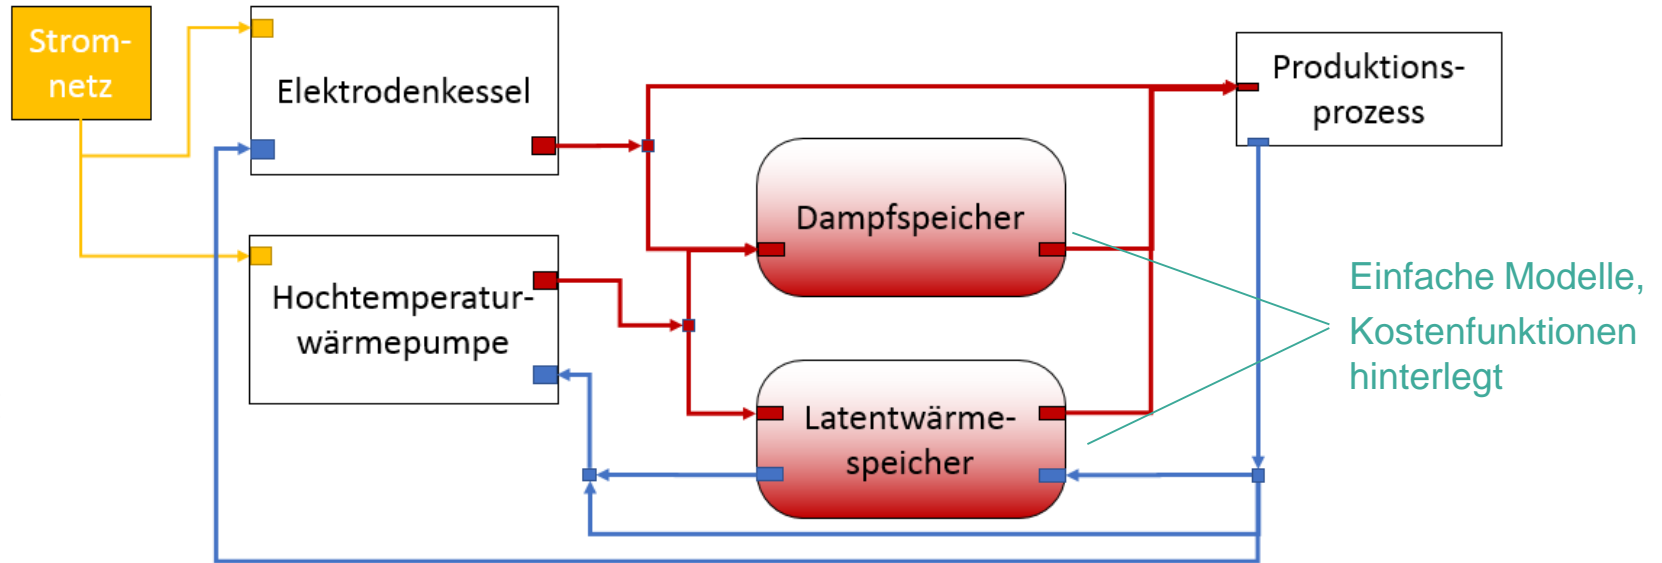 Strom-
netz
Elektrodenkessel
Produktions-
prozess
Dampfspeicher
Hochtemperatur-
wärmepumpe
Einfache Modelle,
Kostenfunktionen
hinterlegt
Latentwärme-
speicher